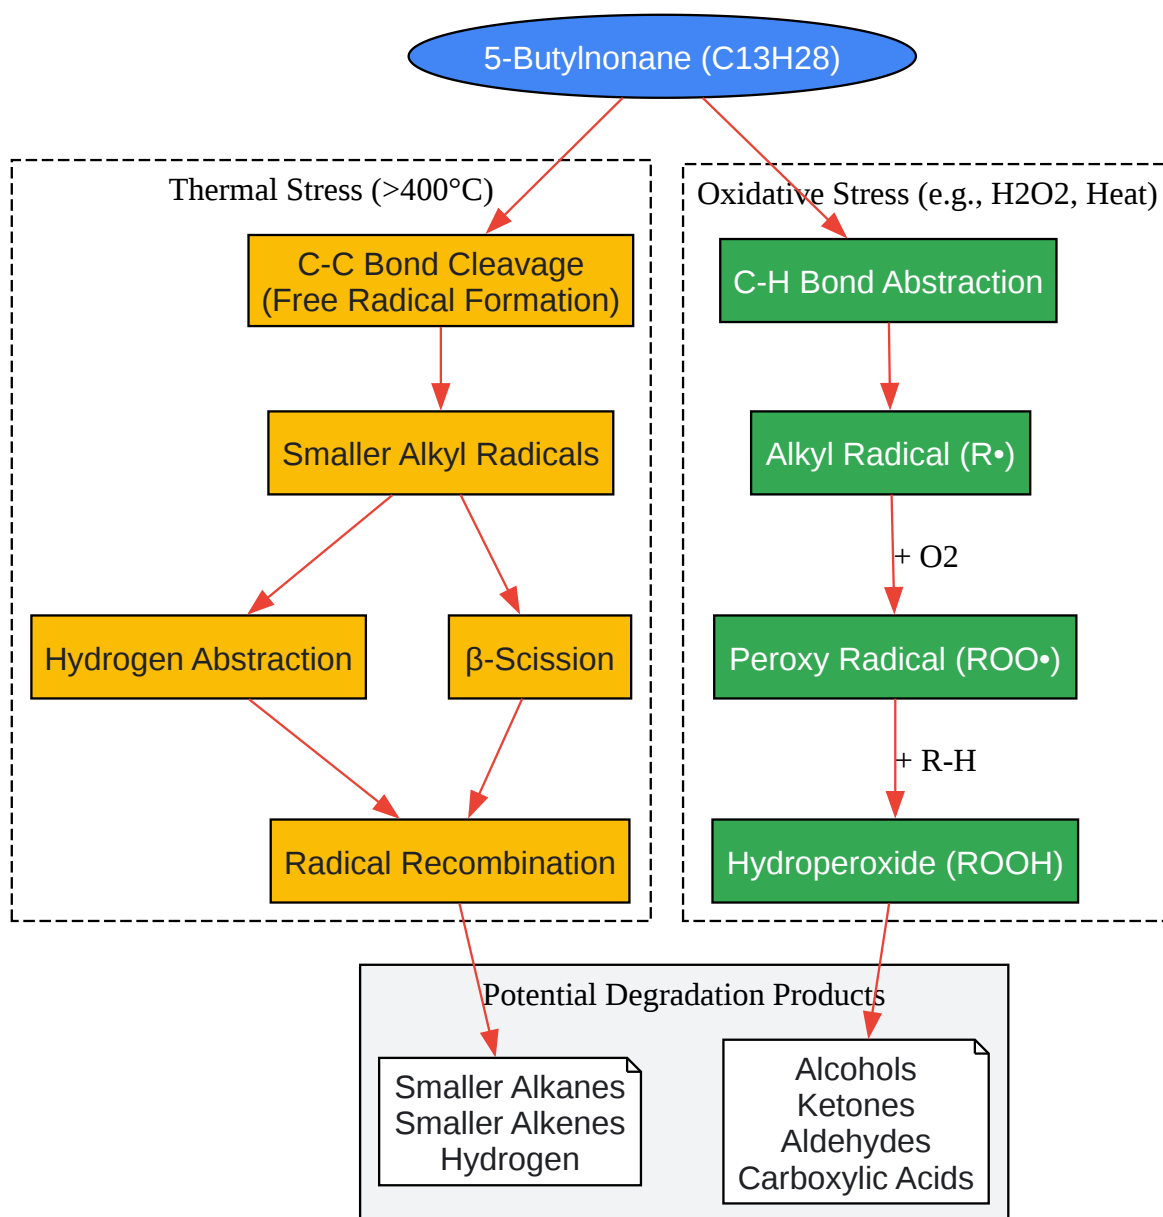 5-Butylnonane (C13H28)
Thermal Stress (>400°C)
C-C Bond Cleavage
(Free Radical Formation)
Smaller Alkyl Radicals
Hydrogen Abstraction
β-Scission
Radical Recombination
Oxidative Stress (e.g., H2O2, Heat)
C-H Bond Abstraction
Alkyl Radical (R•)
+ O2
Peroxy Radical (ROO•)
+ R-H
Hydroperoxide (ROOH)
Potential Degradation Products
Smaller Alkanes
Smaller Alkenes
Hydrogen
Alcohols
Ketones
Aldehydes
Carboxylic Acids